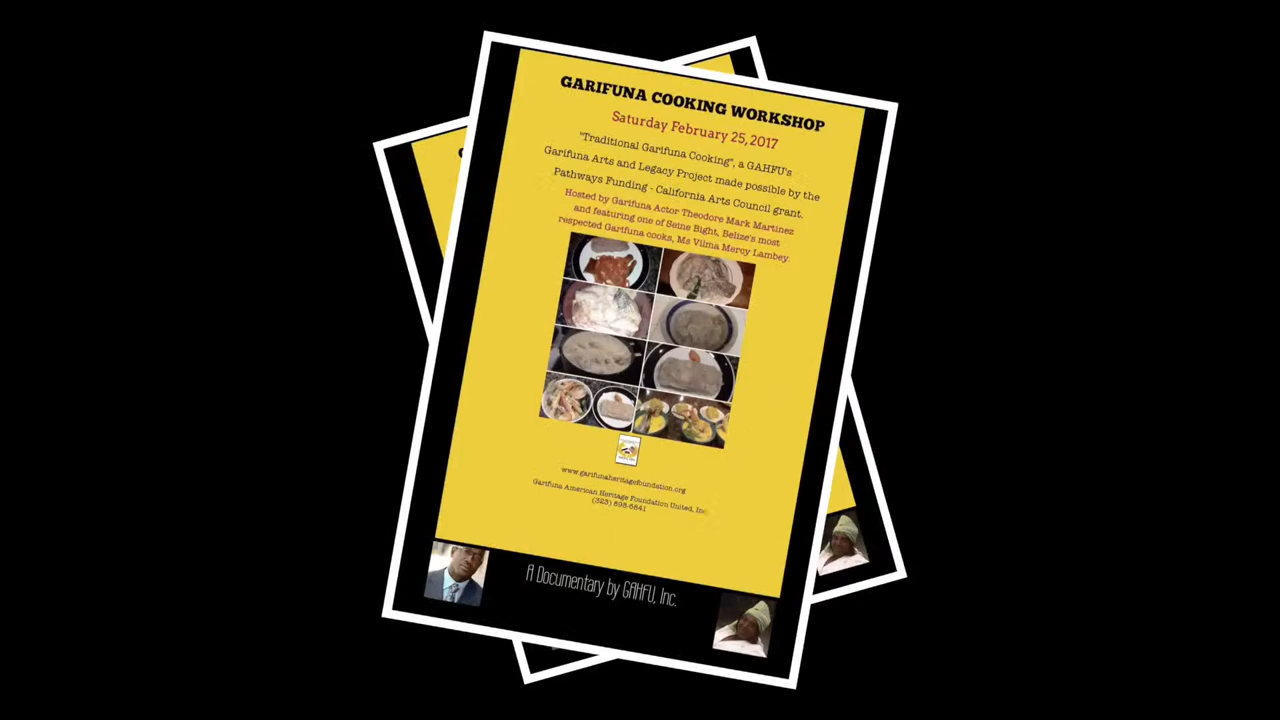 GARIFUNA COOKING WORKSHOP
Saturday February 25, 2017
"Traditional Garifuna Cooking", a GAHFU's
Garifuna Arts and Legacy Project made possible by the
Pathways Funding - California Arts Council grant.
Hosted by Garifuna Actor Theodore Mark Martinez
and featuring one of Seine Bight, Belize's most
respected Garifuna cooks, Ms Vilma Mercy Lambey.
www.garifunaheritagefoundation.org
Garifuna American Heritage Foundation United, Inc.
(323) 898-6841
A Documentary by GAHFU, Inc.